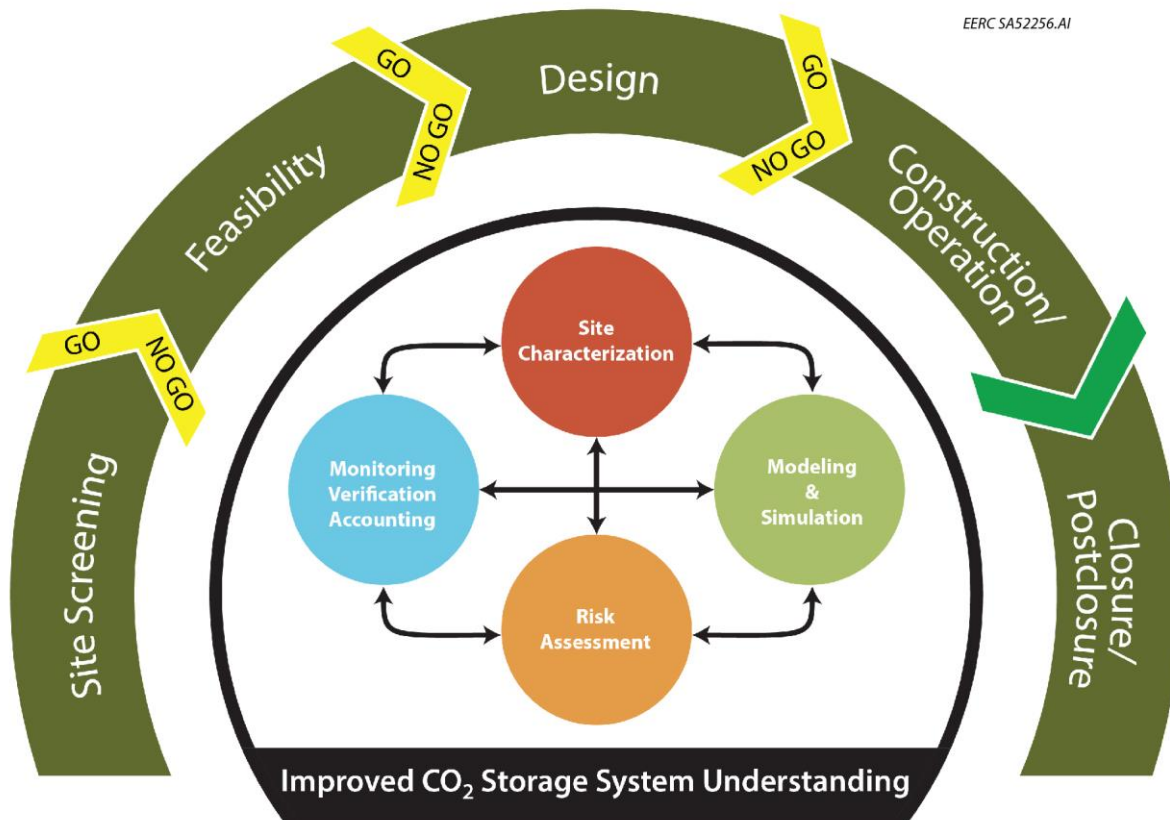 EERC SA52256.AI
Site Screening
GO
NO GO
Feasibility
GO
NO GO
Design
GO
NO GO
Construction/
Operation
Closure/
Postclosure
Site
Characterization
Monitoring
Verification
Accounting
Modeling
&
Simulation
Risk
Assessment
Improved CO₂ Storage System Understanding